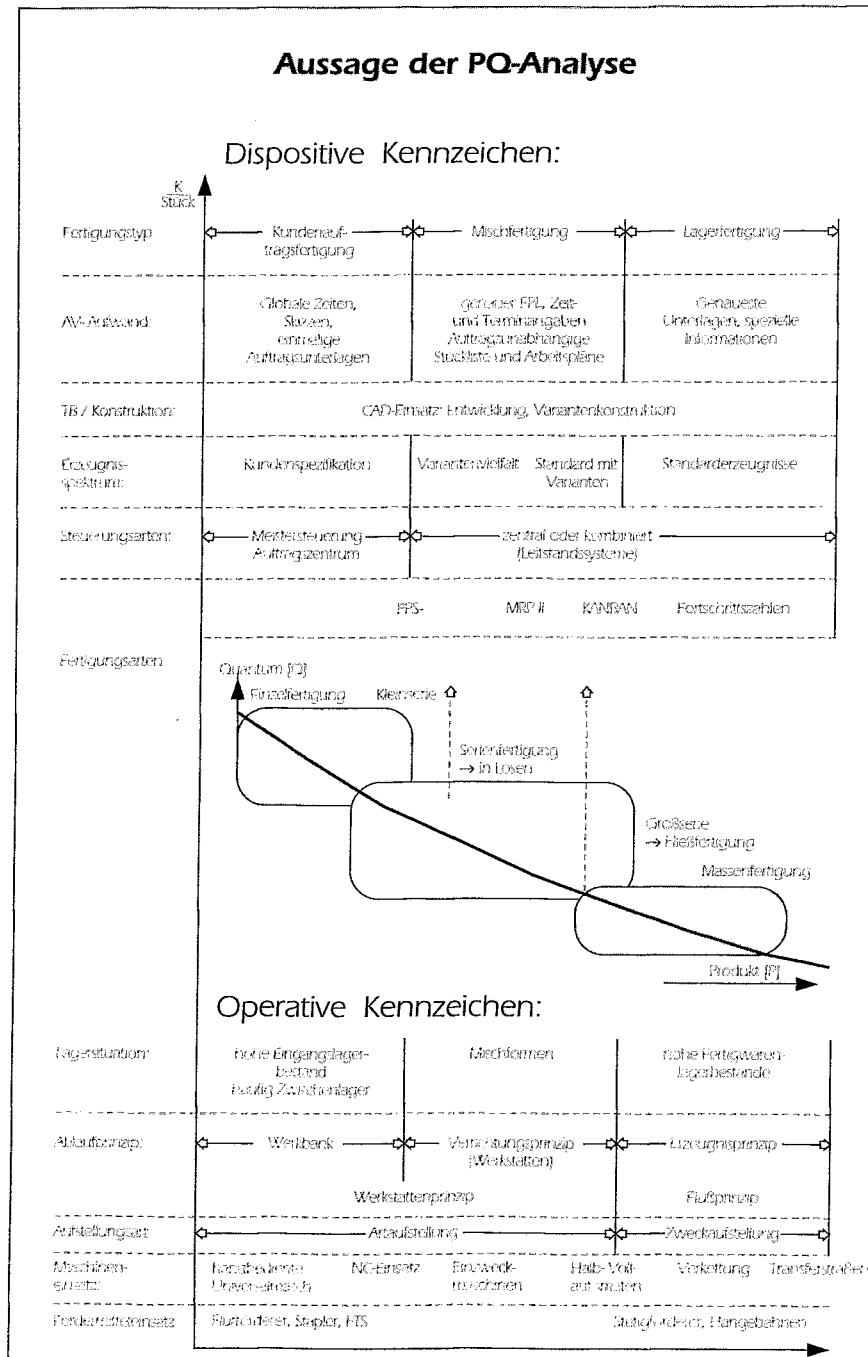 Aussage der PQ-Analyse
Dispositive Kennzeichen:
K
Stück
Fertigungstyp
Kundenauf-
tragsfertigung
Mischfertigung
Lagerfertigung
AV-Aufwand:
Globale Zeiten,
Skizzen,
einmalige
Auftragsunterlagen
genauer FPL, Zeit-
und Terminangaben
Auftragsunabhängige
Stückliste und Arbeitspläne
Genaueste
Unterlagen, spezielle
Informationen
TB / Konstruktion:
CAD-Einsatz: Entwicklung, Variantenkonstruktion
Erzeugnis-
spektrum:
Kundenspezifikation
Variantenvielfalt
Standard mit
Varianten
Standarderzeugnisse
Steuerungsarten:
Meistersteuerung
Auftragszentrum
zentral oder kombiniert
(Leitstandssysteme)
PPS-
MRP II
KANBAN
Fortschrittszahlen
Fertigungsarten
Quantum [Q]
Einzelfertigung
Kleinserie
Serienfertigung
→ in Losen
Großserie
→ Fließfertigung
Massenfertigung
Produkt [P]
Operative Kennzeichen:
Lagersituation:
hohe Eingangslager-
bestand
häufig Zwischenlager
Mischformen
hohe Fertigwaren-
lagerbestände
Ablaufprinzip:
Werkbank
Verrichtungsprinzip
(Werkstätten)
Erzeugnisprinzip
Werkstättenprinzip
Flußprinzip
Aufstellungsart
Artaufstellung
Zweckaufstellung
Maschinen-
einsatz:
handbediente
Universalmasch
NC-Einsatz
Einzweck-
maschinen
Halb- Voll-
automaten
Verkettung
Transferstraßen
Fördermitteleinsatz
Flurförderer, Stapler, FTS
Stetigförderer, Hängebahnen